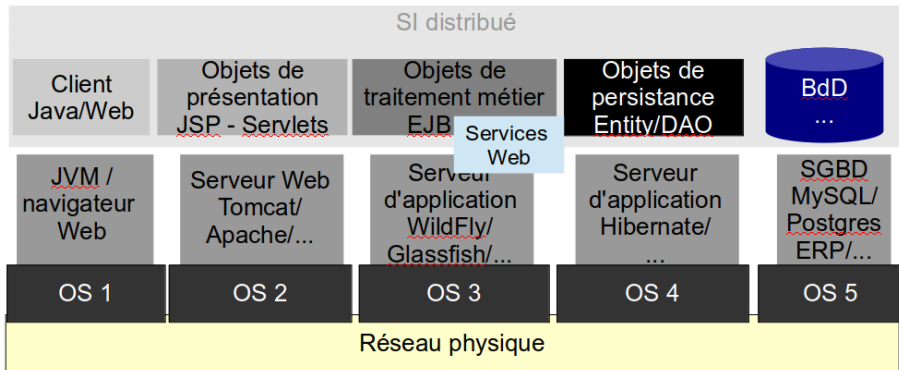 SI distribué
Client
Java/Web
Objets de
présentation
JSP - Servlets
Objets de
traitement métier
EJB
Services
Web
Objets de
persistance
Entity/DAO
BdD
...
JVM /
navigateur
Web
Serveur Web
Tomcat/
Apache/...
Serveur
d'application
WildFly/
Glassfish/...
Serveur
d'application
Hibernate/
...
SGBD
MySQL/
Postgres
ERP/...
OS 1
OS 2
OS 3
OS 4
OS 5
Réseau physique